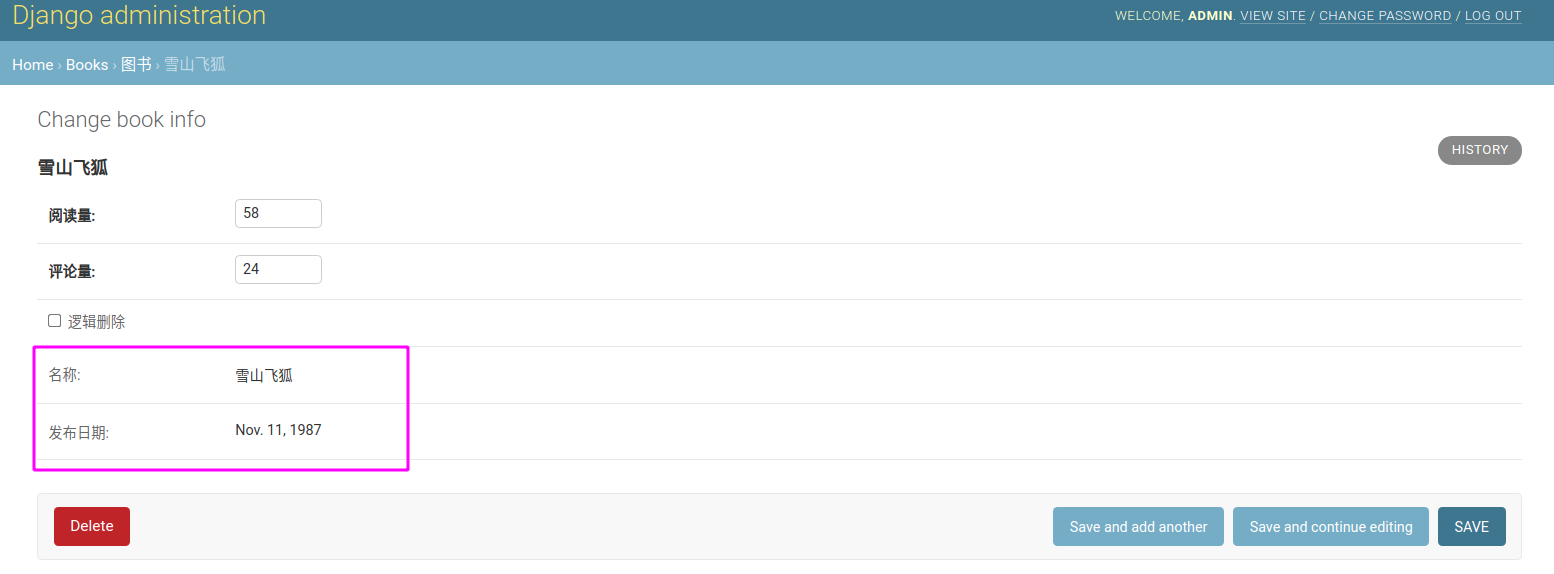 Django administration
WELCOME, ADMIN. VIEW SITE / CHANGE PASSWORD / LOG OUT
Home › Books › 图书 › 雪山飞狐
Change book info
HISTORY
雪山飞狐
阅读量: 58
评论量: 24
逻辑删除
名称: 雪山飞狐
发布日期: Nov. 11, 1987
Delete Save and add another Save and continue editing SAVE